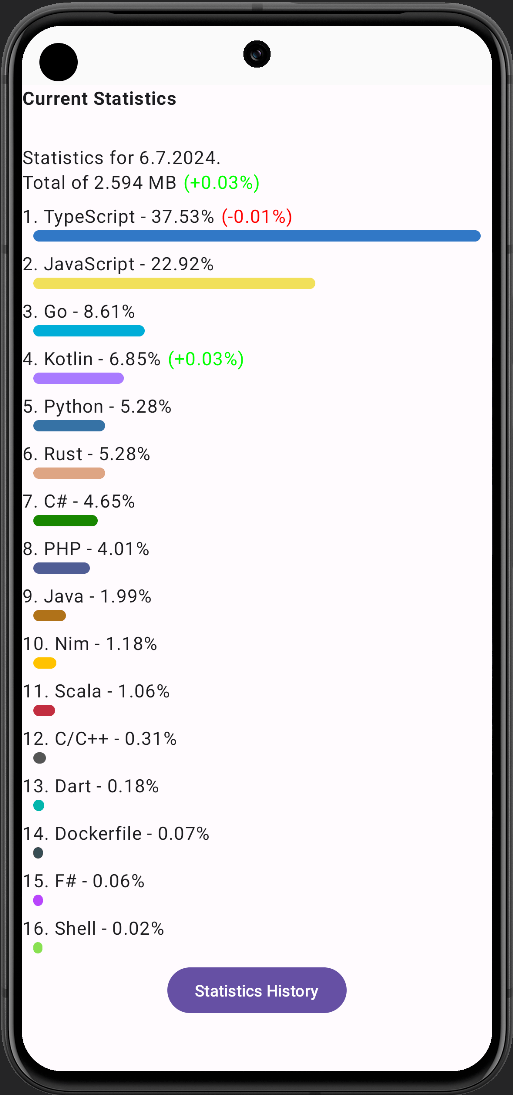 Current Statistics
Statistics for 6.7.2024.
Total of 2.594 MB (+0.03%)
1. TypeScript - 37.53% (-0.01%)
2. JavaScript - 22.92%
3. Go - 8.61%
4. Kotlin - 6.85% (+0.03%)
5. Python - 5.28%
6. Rust - 5.28%
7. C# - 4.65%
8. PHP - 4.01%
9. Java - 1.99%
10. Nim - 1.18%
11. Scala - 1.06%
12. C/C++ - 0.31%
13. Dart - 0.18%
14. Dockerfile - 0.07%
15. F# - 0.06%
16. Shell - 0.02%
Statistics History